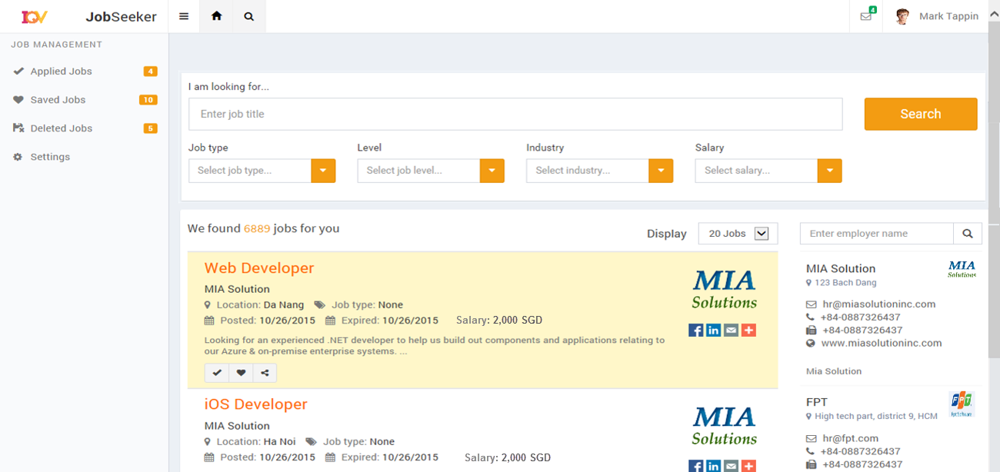 IQV JobSeeker
4
Mark Tappin
JOB MANAGEMENT
Applied Jobs 4
Saved Jobs 10
Deleted Jobs 5
Settings
I am looking for...
Enter job title
Search
Job type Level Industry Salary
Select job type... Select job level... Select industry... Select salary...
We found 6889 jobs for you
Display 20 Jobs
Web Developer
MIA Solution
Location: Da Nang Job type: None
Posted: 10/26/2015 Expired: 10/26/2015 Salary: 2,000 SGD
Looking for an experienced .NET developer to help us build out components and applications relating to
our Azure & on-premise enterprise systems. ...
MIA
Solutions
iOS Developer
MIA Solution
Location: Ha Noi Job type: None
Posted: 10/26/2015 Expired: 10/26/2015 Salary: 2,000 SGD
MIA
Solutions
Enter employer name
MIA Solution
123 Bach Dang
MIA
Solutions
hr@miasolutioninc.com
+84-0887326437
+84-0887326437
www.miasolutioninc.com
Mia Solution
FPT
High tech part, district 9, HCM
FPT
FPT Software
hr@fpt.com
+84-0887326437
+84-0887326437